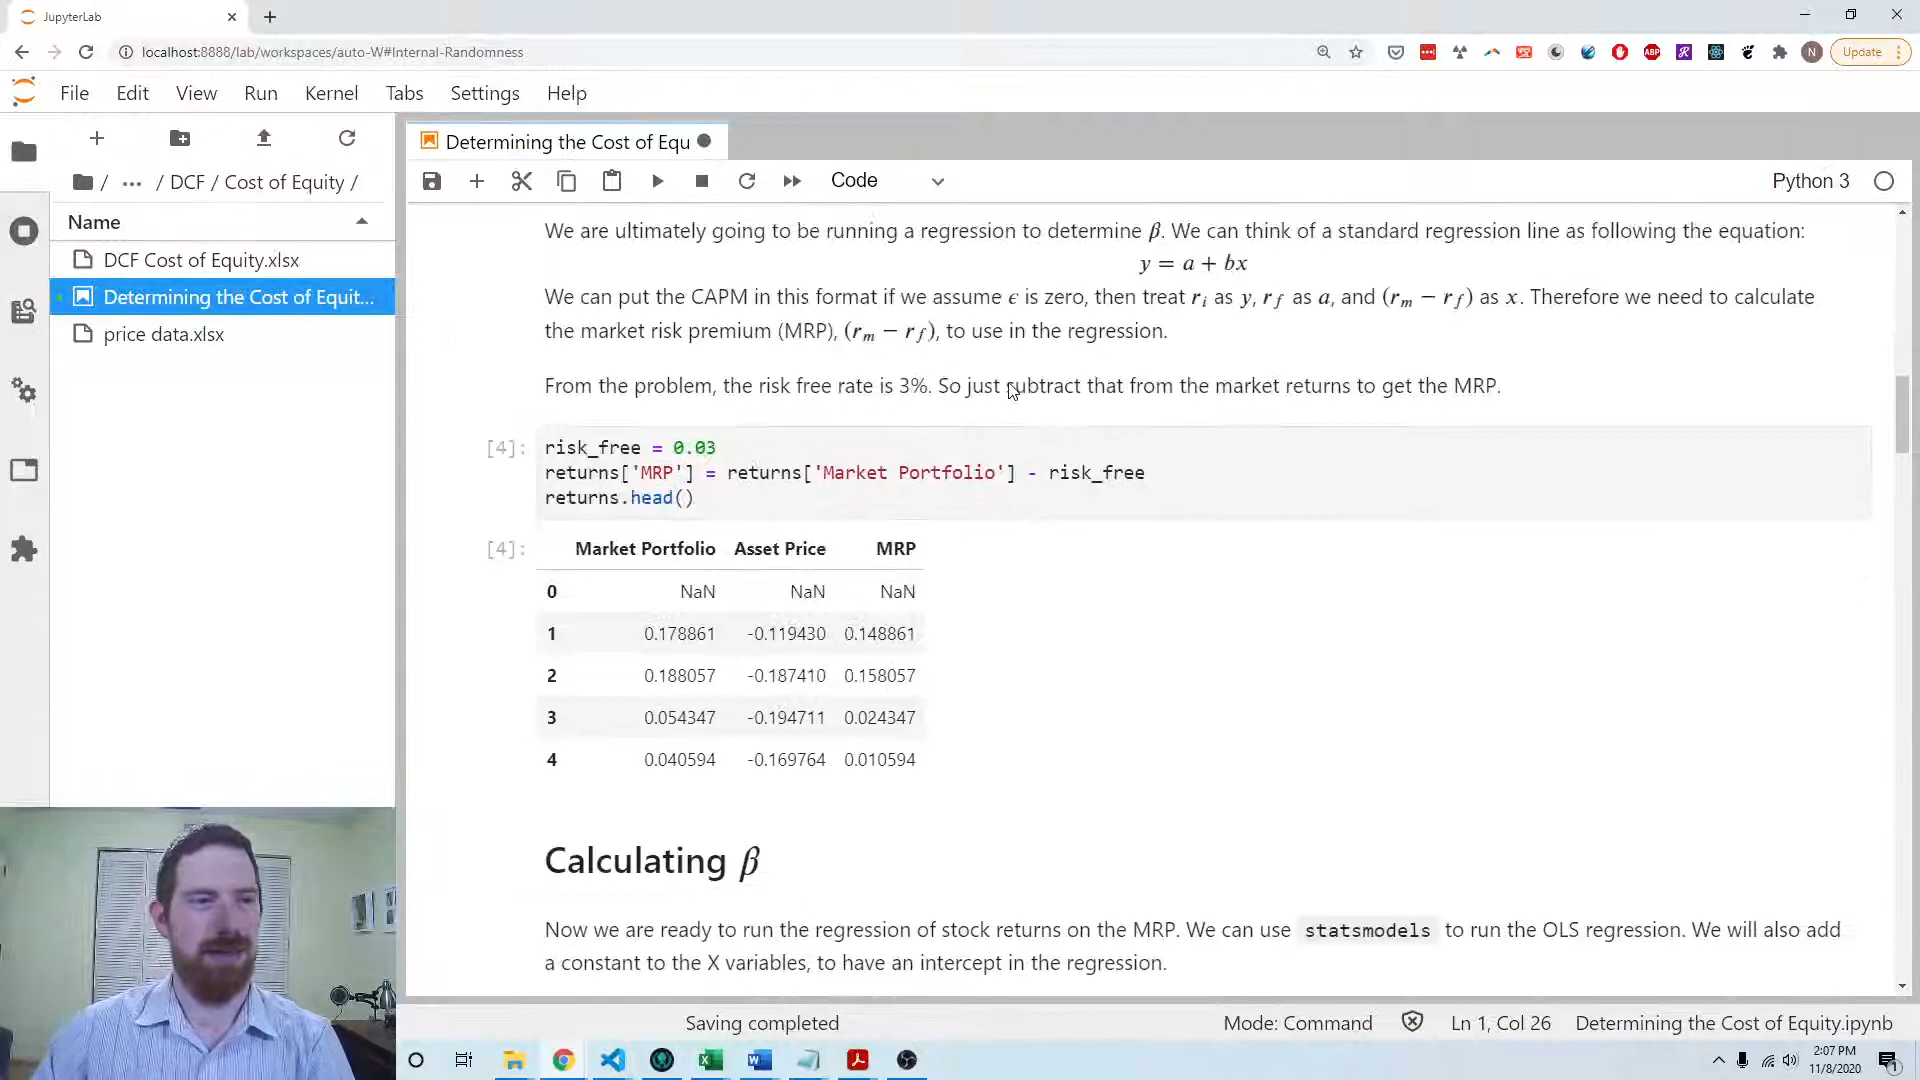 JupyterLab
localhost:8888/lab/workspaces/auto-W#Internal-Randomness
Update
File Edit View Run Kernel Tabs Settings Help
/ ... / DCF / Cost of Equity /
Name
DCF Cost of Equity.xlsx
Determining the Cost of Equit...
price data.xlsx
Determining the Cost of Equ
Code
Python 3
We are ultimately going to be running a regression to determine β. We can think of a standard regression line as following the equation:
y = a + bx
We can put the CAPM in this format if we assume ϵ is zero, then treat r_i as y, r_f as a, and (r_m − r_f) as x. Therefore we need to calculate
the market risk premium (MRP), (r_m − r_f), to use in the regression.
From the problem, the risk free rate is 3%. So just subtract that from the market returns to get the MRP.
[4]: risk_free = 0.03
returns['MRP'] = returns['Market Portfolio'] - risk_free
returns.head()
[4]: Market Portfolio Asset Price MRP
0 NaN NaN NaN
1 0.178861 -0.119430 0.148861
2 0.188057 -0.187410 0.158057
3 0.054347 -0.194711 0.024347
4 0.040594 -0.169764 0.010594
Calculating β
Now we are ready to run the regression of stock returns on the MRP. We can use statsmodels to run the OLS regression. We will also add
a constant to the X variables, to have an intercept in the regression.
Saving completed
Mode: Command
Ln 1, Col 26
Determining the Cost of Equity.ipynb
2:07 PM
11/8/2020